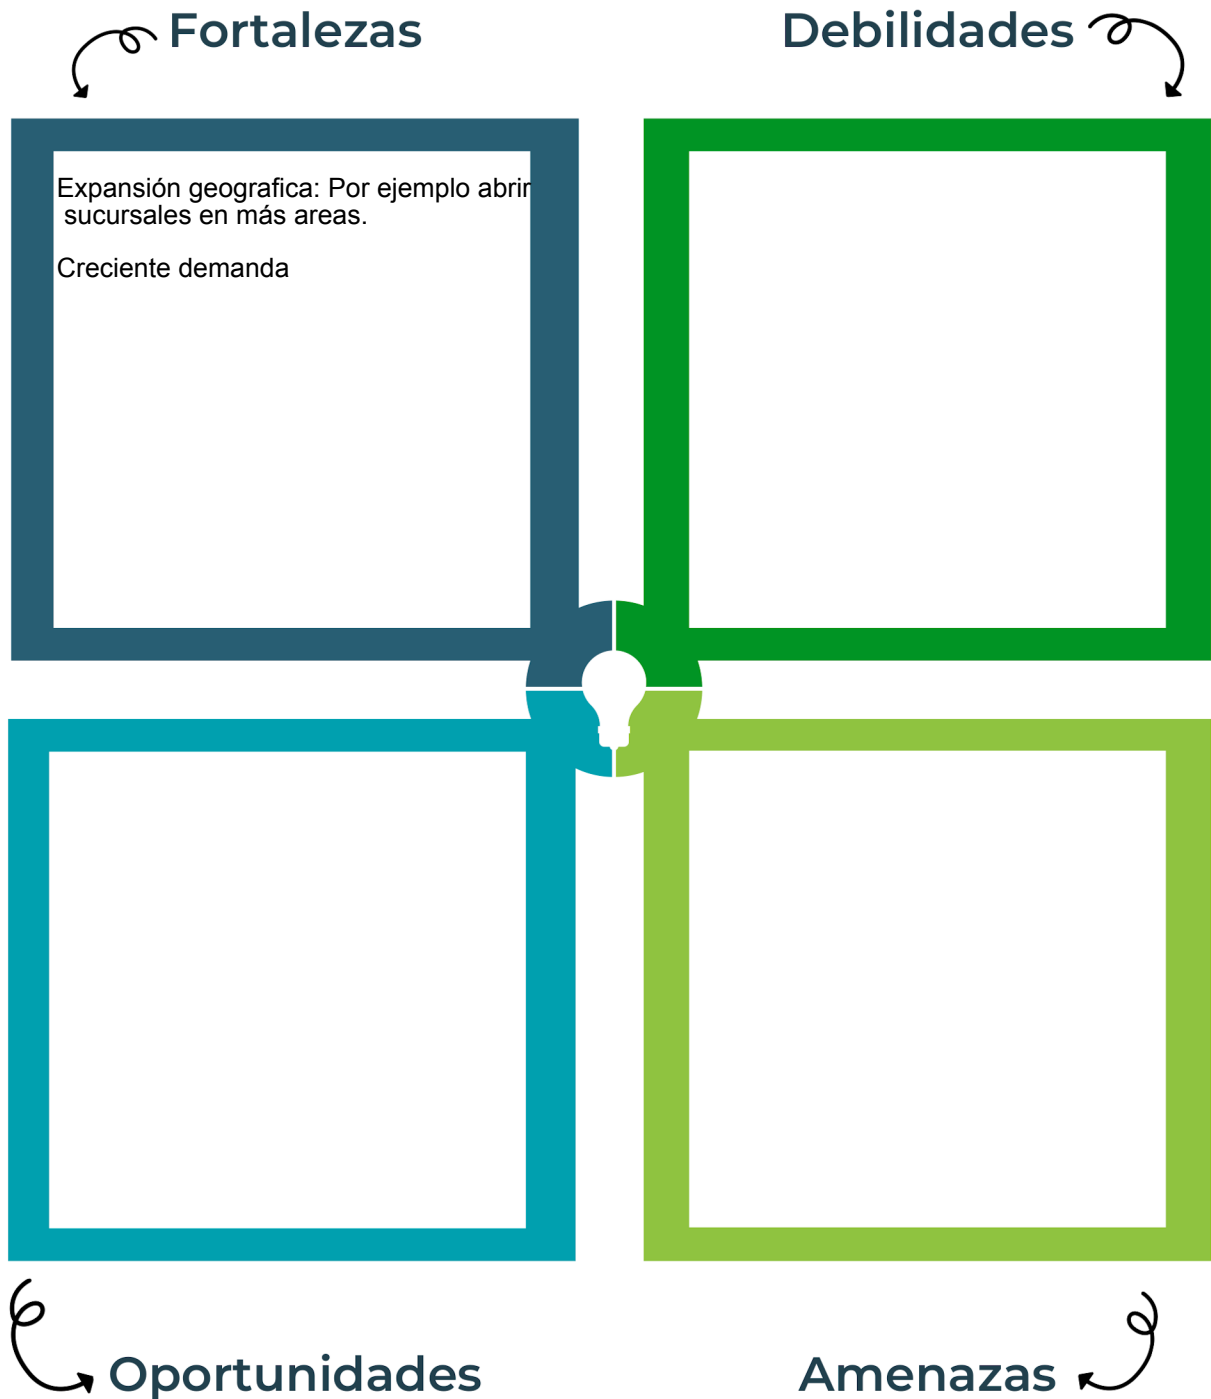 Fortalezas
Debilidades
Expansión geografica: Por ejemplo abrir
sucursales en más areas.
Creciente demanda
Oportunidades
Amenazas